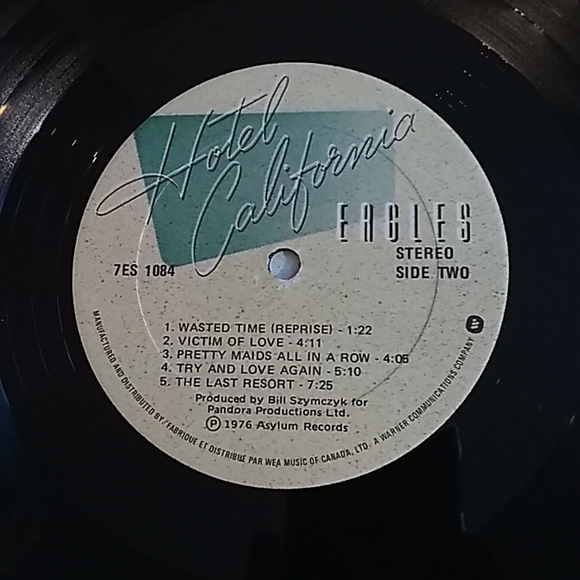 Hotel
California
EAGLES
STEREO
7ES 1084
SIDE TWO
1. WASTED TIME (REPRISE) - 1:22
2. VICTIM OF LOVE - 4:11
3. PRETTY MAIDS ALL IN A ROW - 4:05
4. TRY AND LOVE AGAIN - 5:10
5. THE LAST RESORT - 7:25
Produced by Bill Szymczyk for
Pandora Productions Ltd.
Ⓟ 1976 Asylum Records
MANUFACTURED AND DISTRIBUTED BY/FABRIQUE ET DISTRIBUÉ PAR WEA MUSIC OF CANADA, LTD. A WARNER COMMUNICATIONS COMPANY